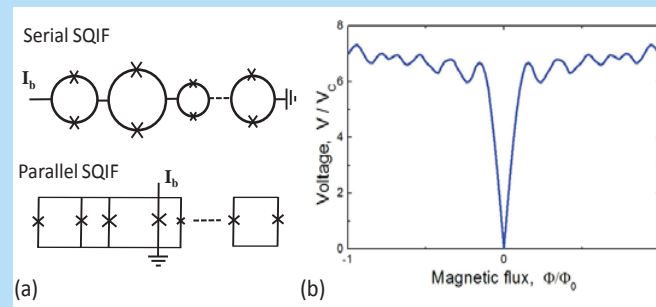 Serial SQIF
I_b
Parallel SQIF
I_b
(a)
(b)
Voltage, V / V_C
8
6
4
2
0
-1
0
Magnetic flux, Φ/Φ_0